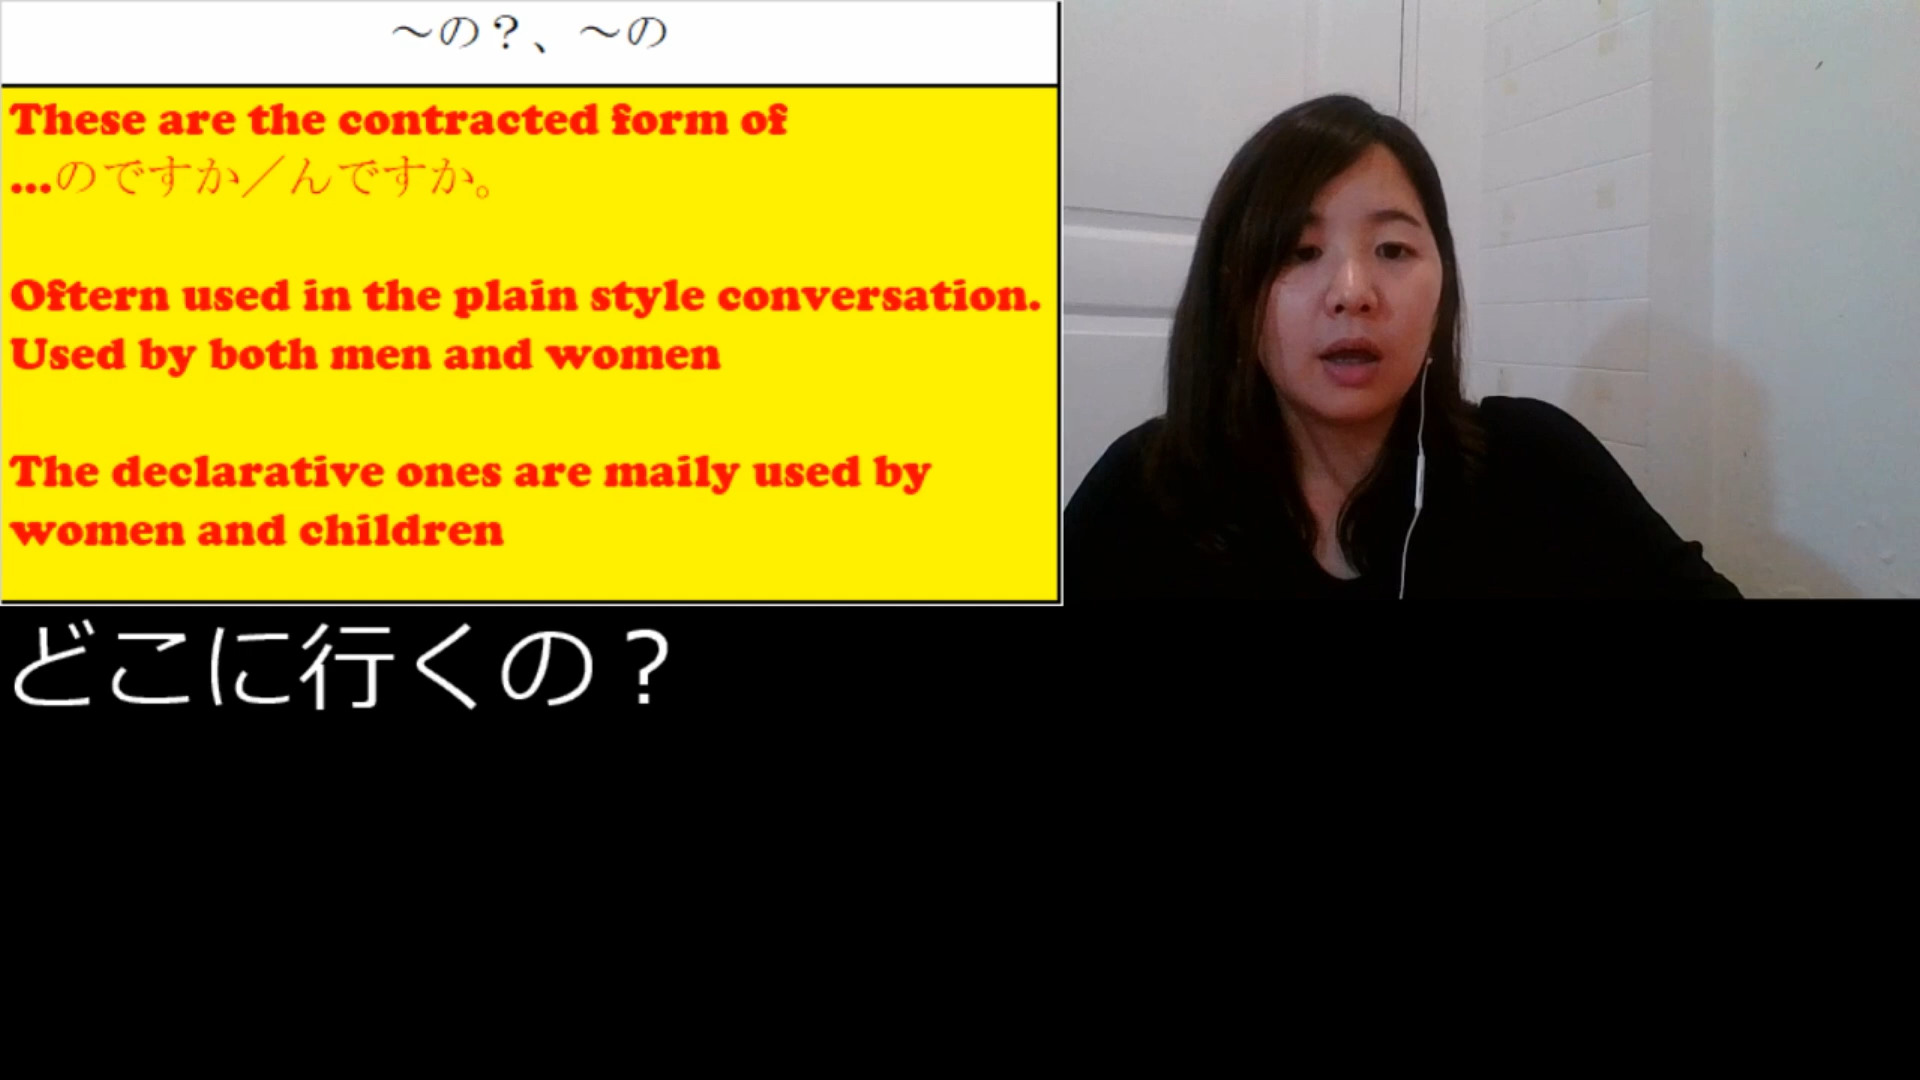 ～の？、～の
These are the contracted form of
...のですか／んですか。
Oftern used in the plain style conversation.
Used by both men and women
The declarative ones are maily used by
women and children
どこに行くの？